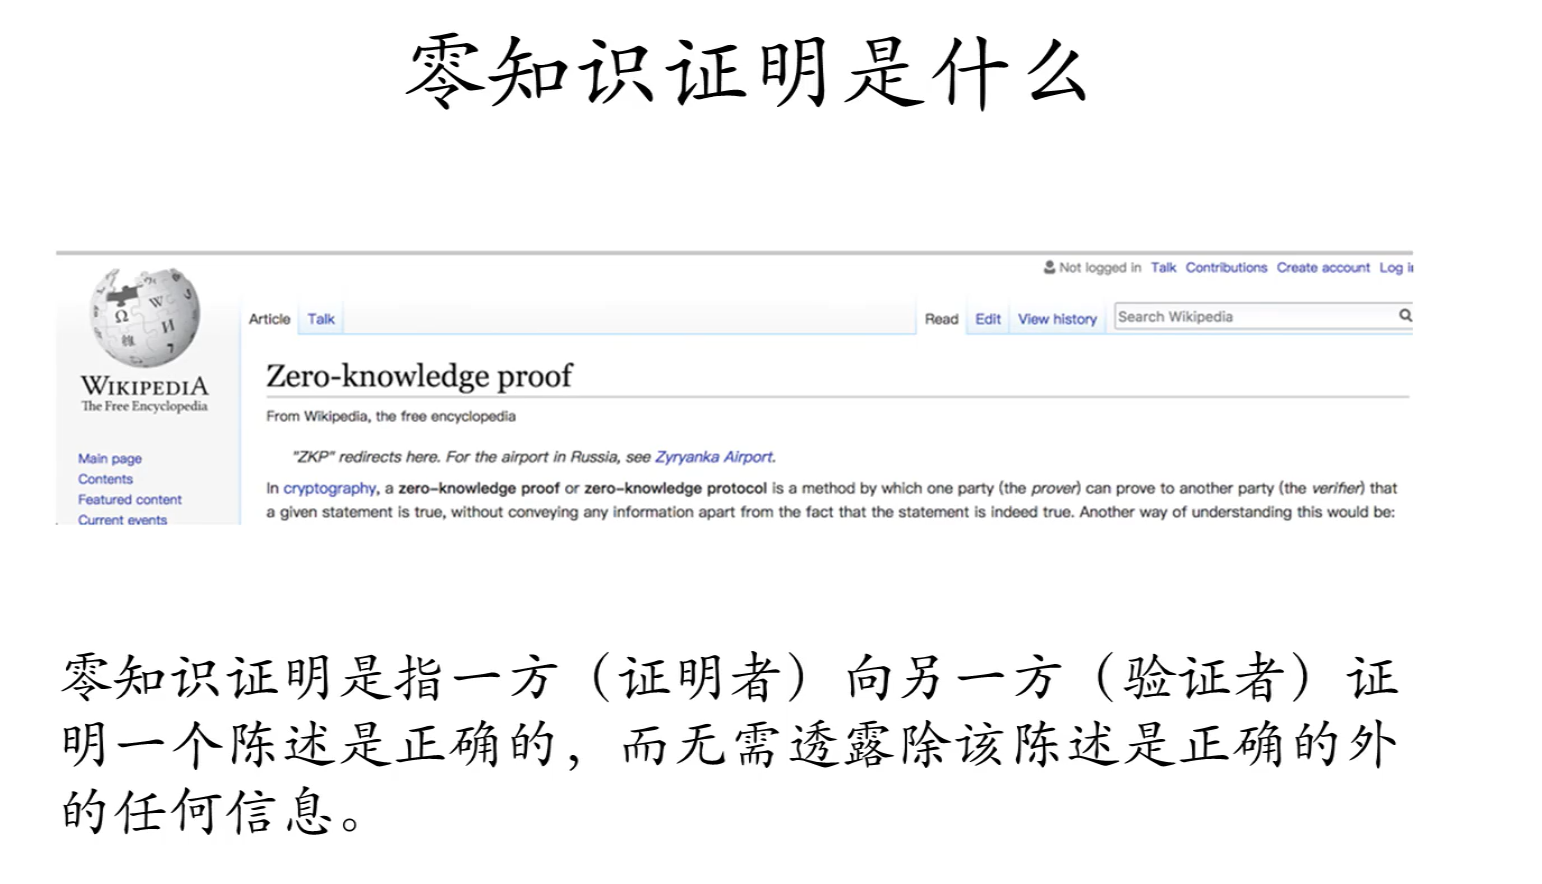 零知识证明是什么
Not logged in Talk Contributions Create account Log i
Article Talk Read Edit View history Search Wikipedia
WIKIPEDIA
The Free Encyclopedia
Main page
Contents
Featured content
Current events
Zero-knowledge proof
From Wikipedia, the free encyclopedia
"ZKP" redirects here. For the airport in Russia, see Zyryanka Airport.
In cryptography, a zero-knowledge proof or zero-knowledge protocol is a method by which one party (the prover) can prove to another party (the verifier) that
a given statement is true, without conveying any information apart from the fact that the statement is indeed true. Another way of understanding this would be:
零知识证明是指一方（证明者）向另一方（验证者）证
明一个陈述是正确的，而无需透露除该陈述是正确的外
的任何信息。